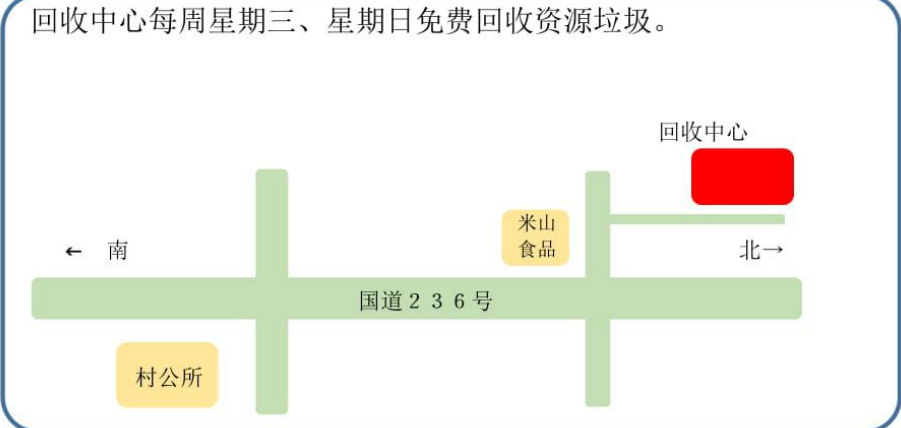 回收中心每周星期三、星期日免费回收资源垃圾。
回收中心
米山
食品
← 南
北→
国道２３６号
村公所